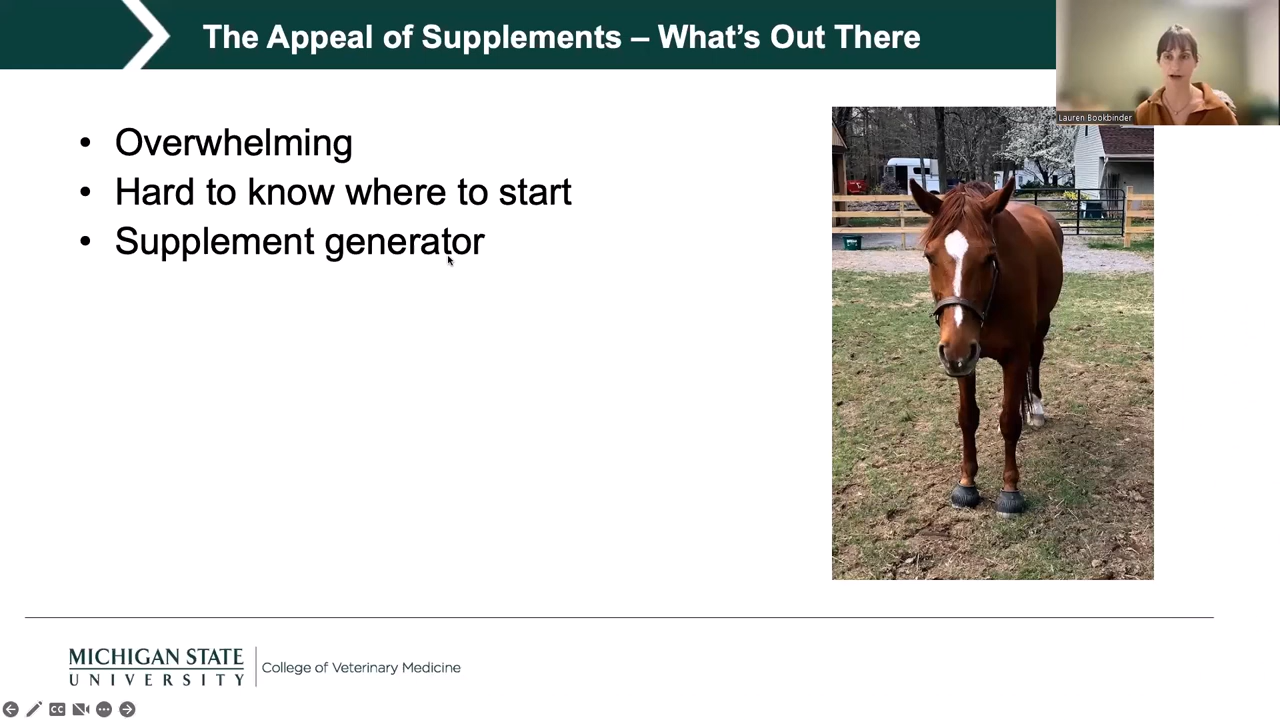 The Appeal of Supplements – What's Out There
Lauren Bookbinder
• Overwhelming
• Hard to know where to start
• Supplement generator
MICHIGAN STATE
UNIVERSITY
College of Veterinary Medicine
CC